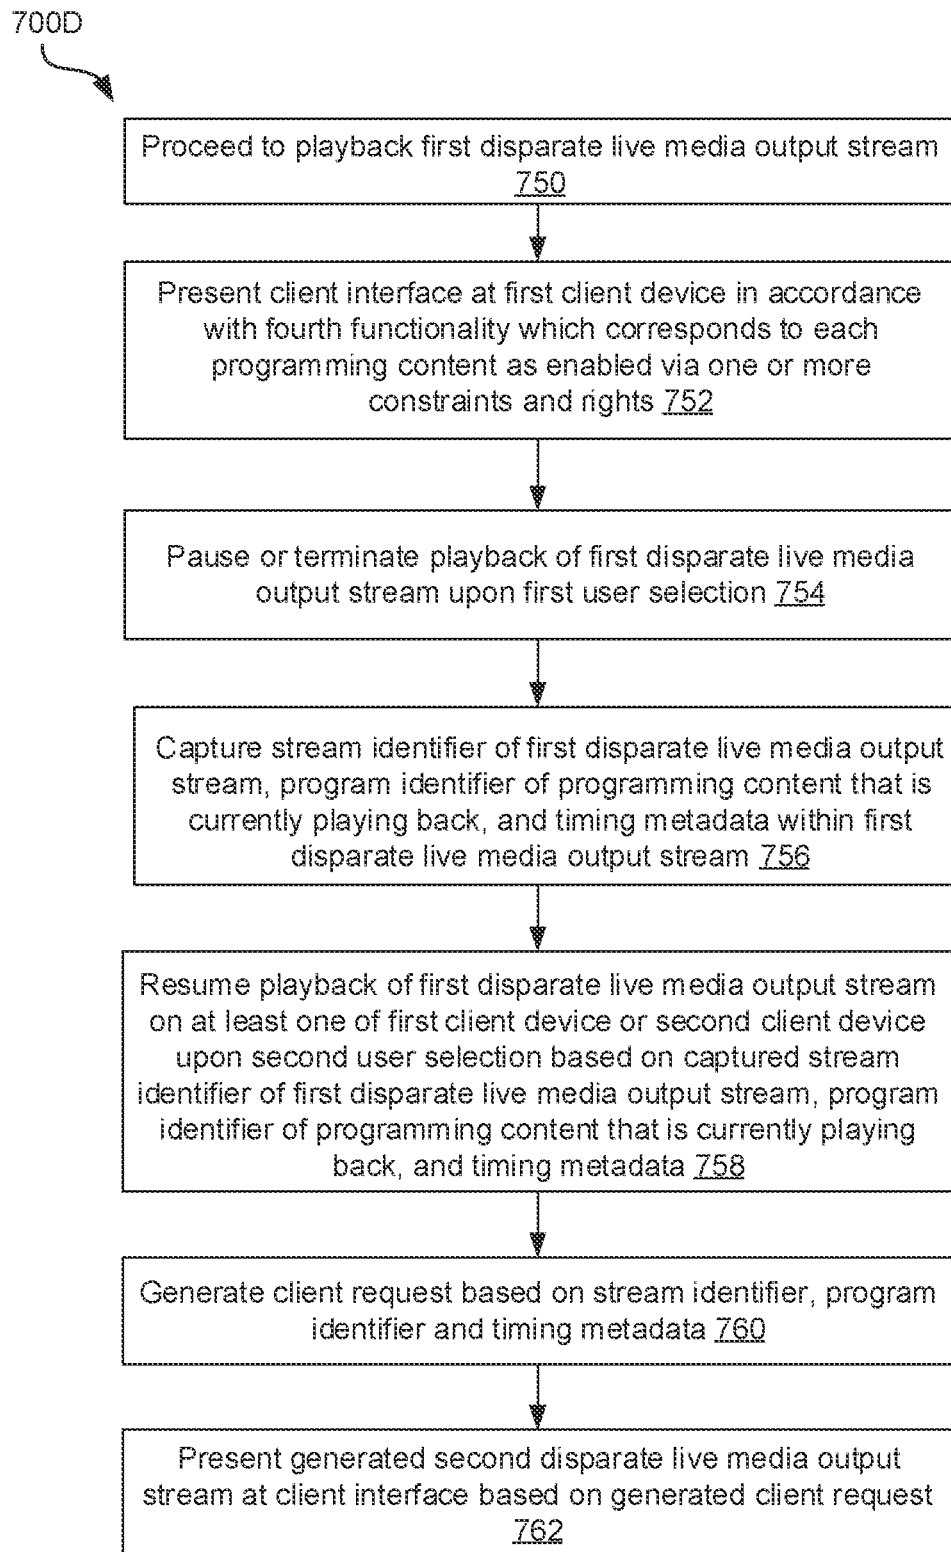 700D
Proceed to playback first disparate live media output stream
750
Present client interface at first client device in accordance
with fourth functionality which corresponds to each
programming content as enabled via one or more
constraints and rights 752
Pause or terminate playback of first disparate live media
output stream upon first user selection 754
Capture stream identifier of first disparate live media output
stream, program identifier of programming content that is
currently playing back, and timing metadata within first
disparate live media output stream 756
Resume playback of first disparate live media output stream
on at least one of first client device or second client device
upon second user selection based on captured stream
identifier of first disparate live media output stream, program
identifier of programming content that is currently playing
back, and timing metadata 758
Generate client request based on stream identifier, program
identifier and timing metadata 760
Present generated second disparate live media output
stream at client interface based on generated client request
762